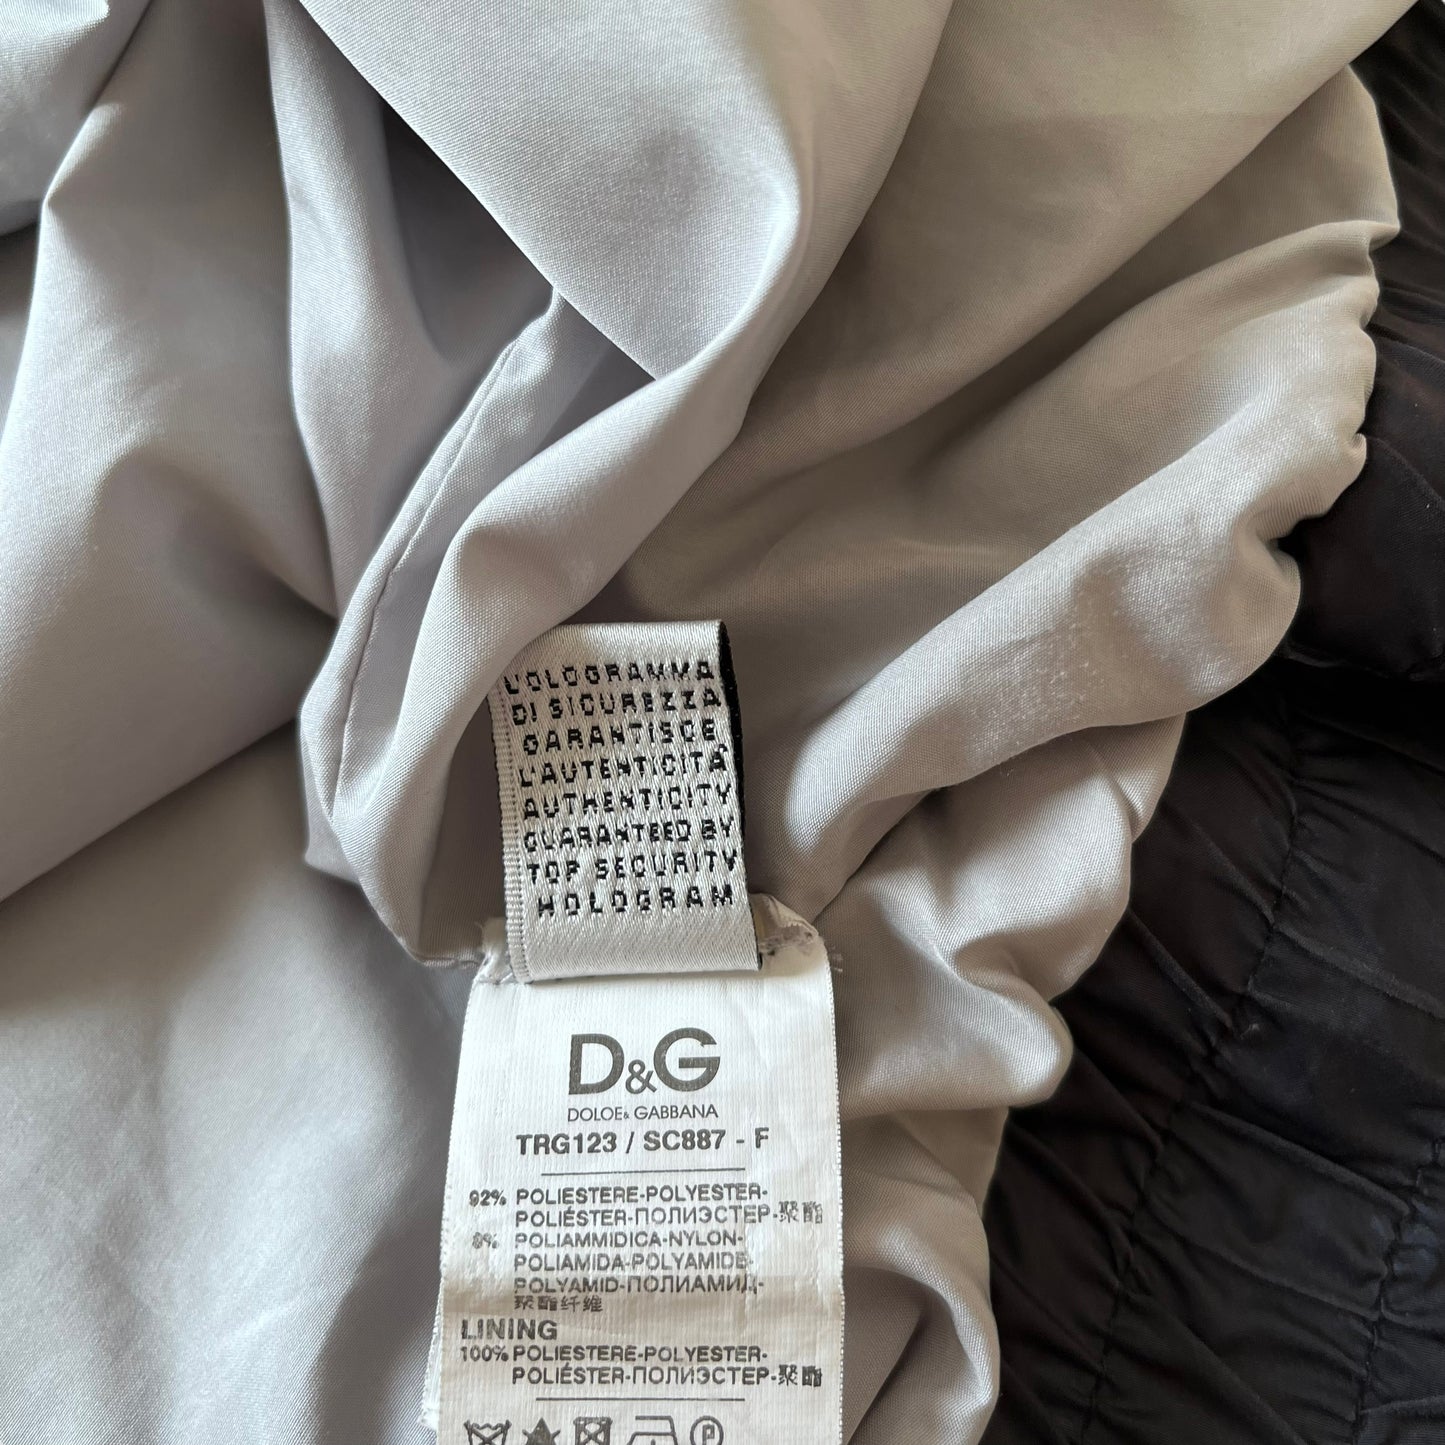 L'OLOGRAMMA
DI SICUREZZA
GARANTISCE
L'AUTENTICITÀ
AUTHENTICITY
GUARANTEED BY
TOP SECURITY
HOLOGRAM
D&G
DOLCE& GABBANA
TRG123 / SC887 - F
92% POLIESTERE-POLYESTER-
POLIÉSTER-ПОЛИЭСТЕР-聚酯
8% POLIAMMIDICA-NYLON-
POLIAMIDA-POLYAMIDE-
POLYAMID-ПОЛИАМИД-
聚酯纤维
LINING
100% POLIESTERE-POLYESTER-
POLIÉSTER-ПОЛИЭСТЕР-聚酯
P